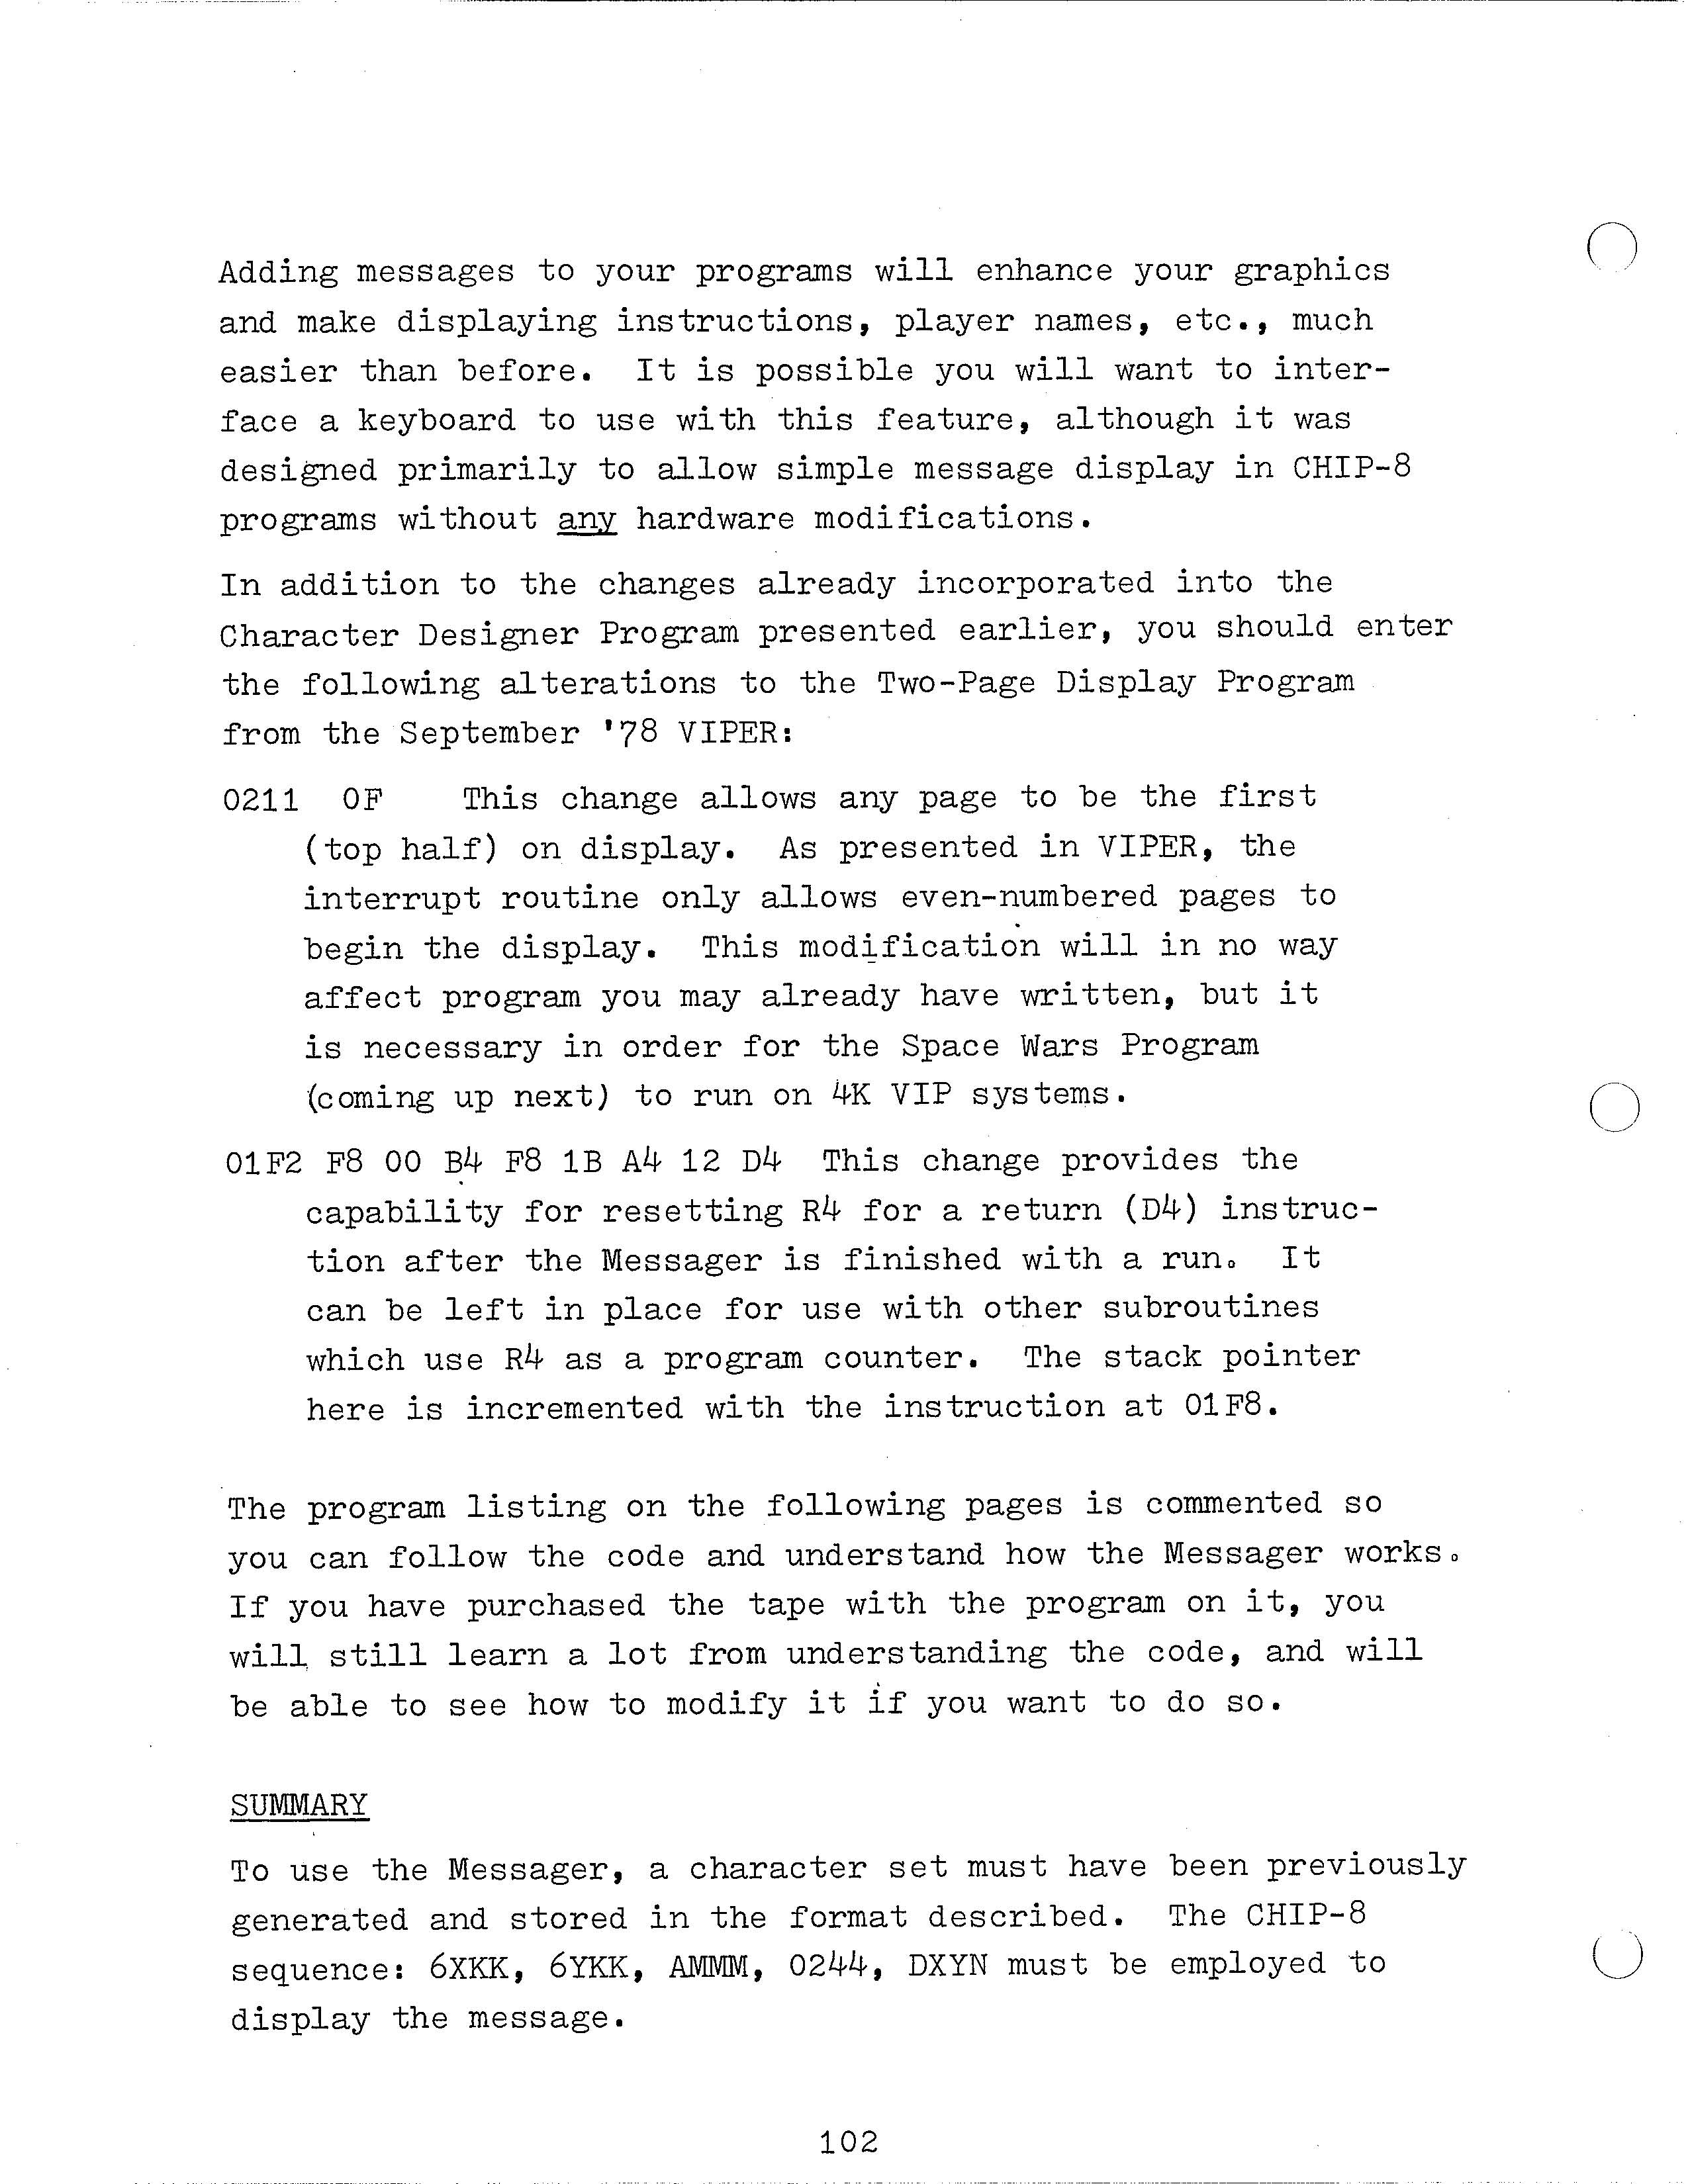 Adding messages to your programs will enhance your graphics
and make displaying instructions, player names, etc., much
easier than before. It is possible you will want to inter-
face a keyboard to use with this feature, although it was
designed primarily to allow simple message display in CHIP-8
programs without any hardware modifications.
In addition to the changes already incorporated into the
Character Designer Program presented earlier, you should enter
the following alterations to the Two-Page Display Program
from the September '78 VIPER:
0211 0F This change allows any page to be the first
(top half) on display. As presented in VIPER, the
interrupt routine only allows even-numbered pages to
begin the display. This modification will in no way
affect program you may already have written, but it
is necessary in order for the Space Wars Program
(coming up next) to run on 4K VIP systems.
01F2 F8 00 B4 F8 1B A4 12 D4 This change provides the
capability for resetting R4 for a return (D4) instruc-
tion after the Messager is finished with a run. It
can be left in place for use with other subroutines
which use R4 as a program counter. The stack pointer
here is incremented with the instruction at 01F8.
The program listing on the following pages is commented so
you can follow the code and understand how the Messager works.
If you have purchased the tape with the program on it, you
will still learn a lot from understanding the code, and will
be able to see how to modify it if you want to do so.
SUMMARY
To use the Messager, a character set must have been previously
generated and stored in the format described. The CHIP-8
sequence: 6XKK, 6YKK, AMMM, 0244, DXYN must be employed to
display the message.
102